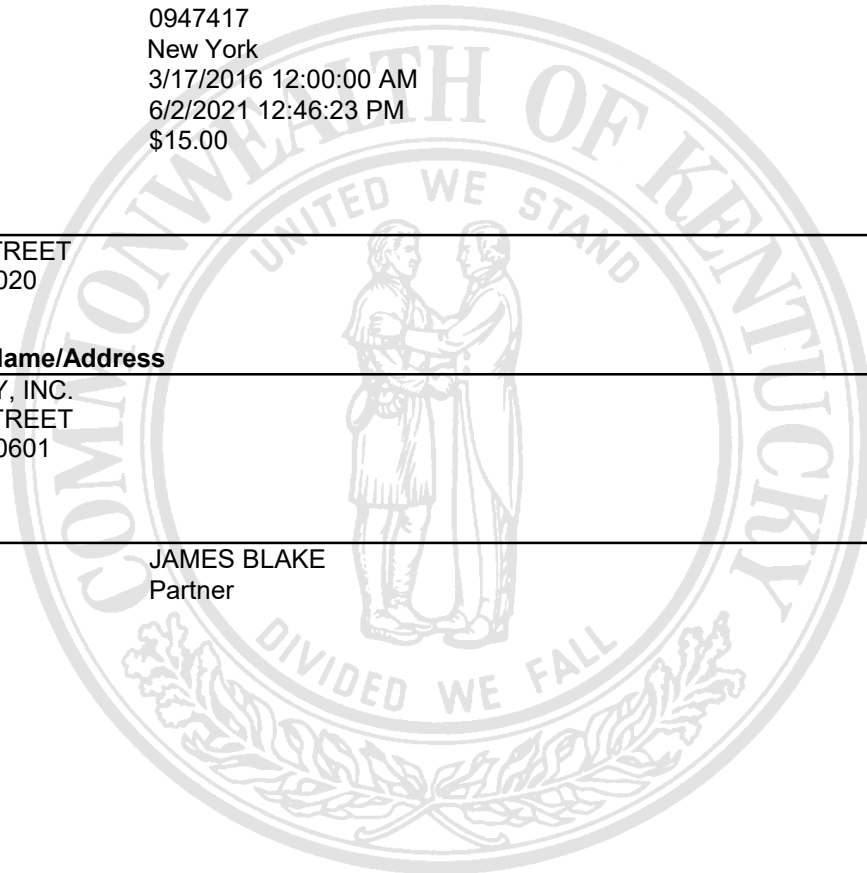 0947417
New York
3/17/2016 12:00:00 AM
6/2/2021 12:46:23 PM
$15.00
COMMONWEALTH OF KENTUCKY
UNITED WE STAND
TREET
020
lame/Address
Y, INC.
TREET
0601
JAMES BLAKE
Partner
DIVIDED WE FALL